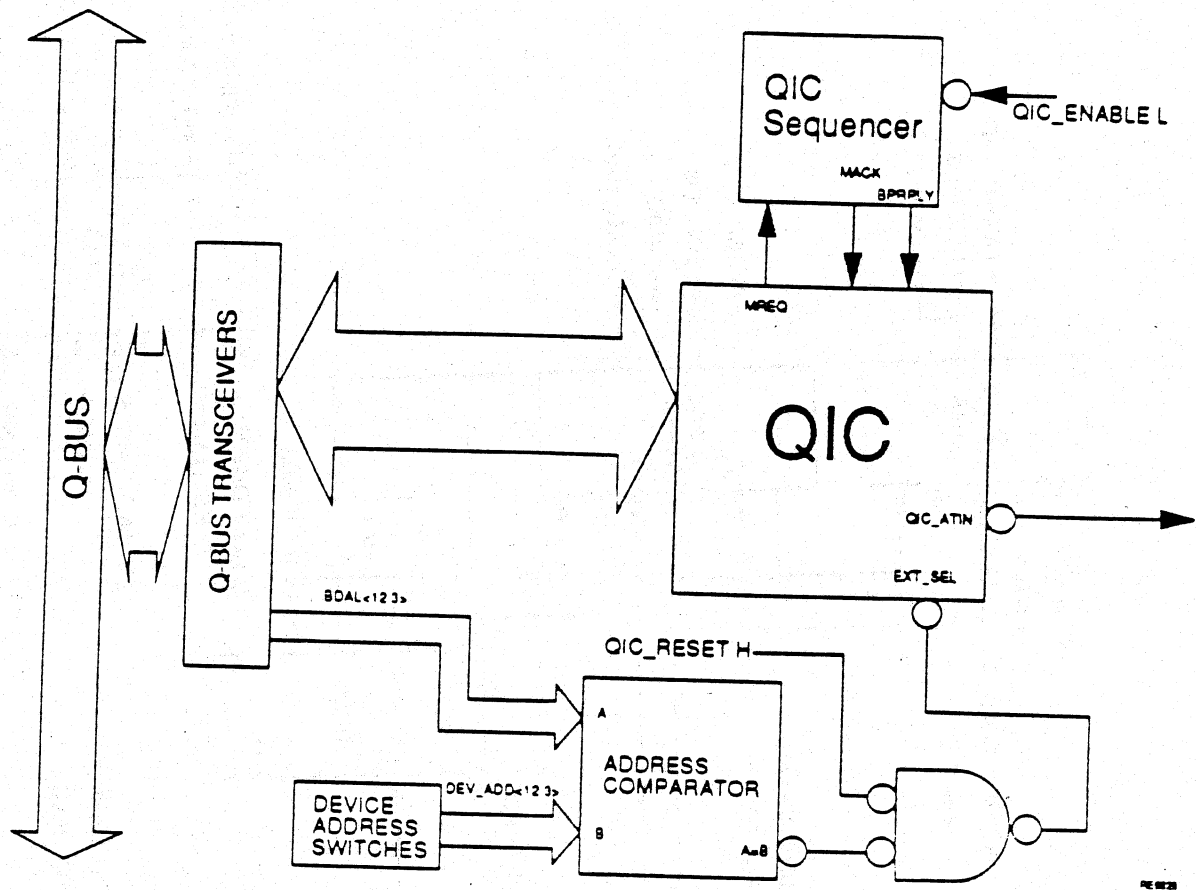 QIC
Sequencer
QIC_ENABLE L
MACK
BPRPLY
MREQ
Q-BUS
Q-BUS TRANSCEIVERS
QIC
QIC_ATIN
EXT_SEL
BDAL<12:3>
QIC_RESET H
A
ADDRESS
COMPARATOR
DEV_ADD<12:3>
DEVICE
ADDRESS
SWITCHES
B
A=B